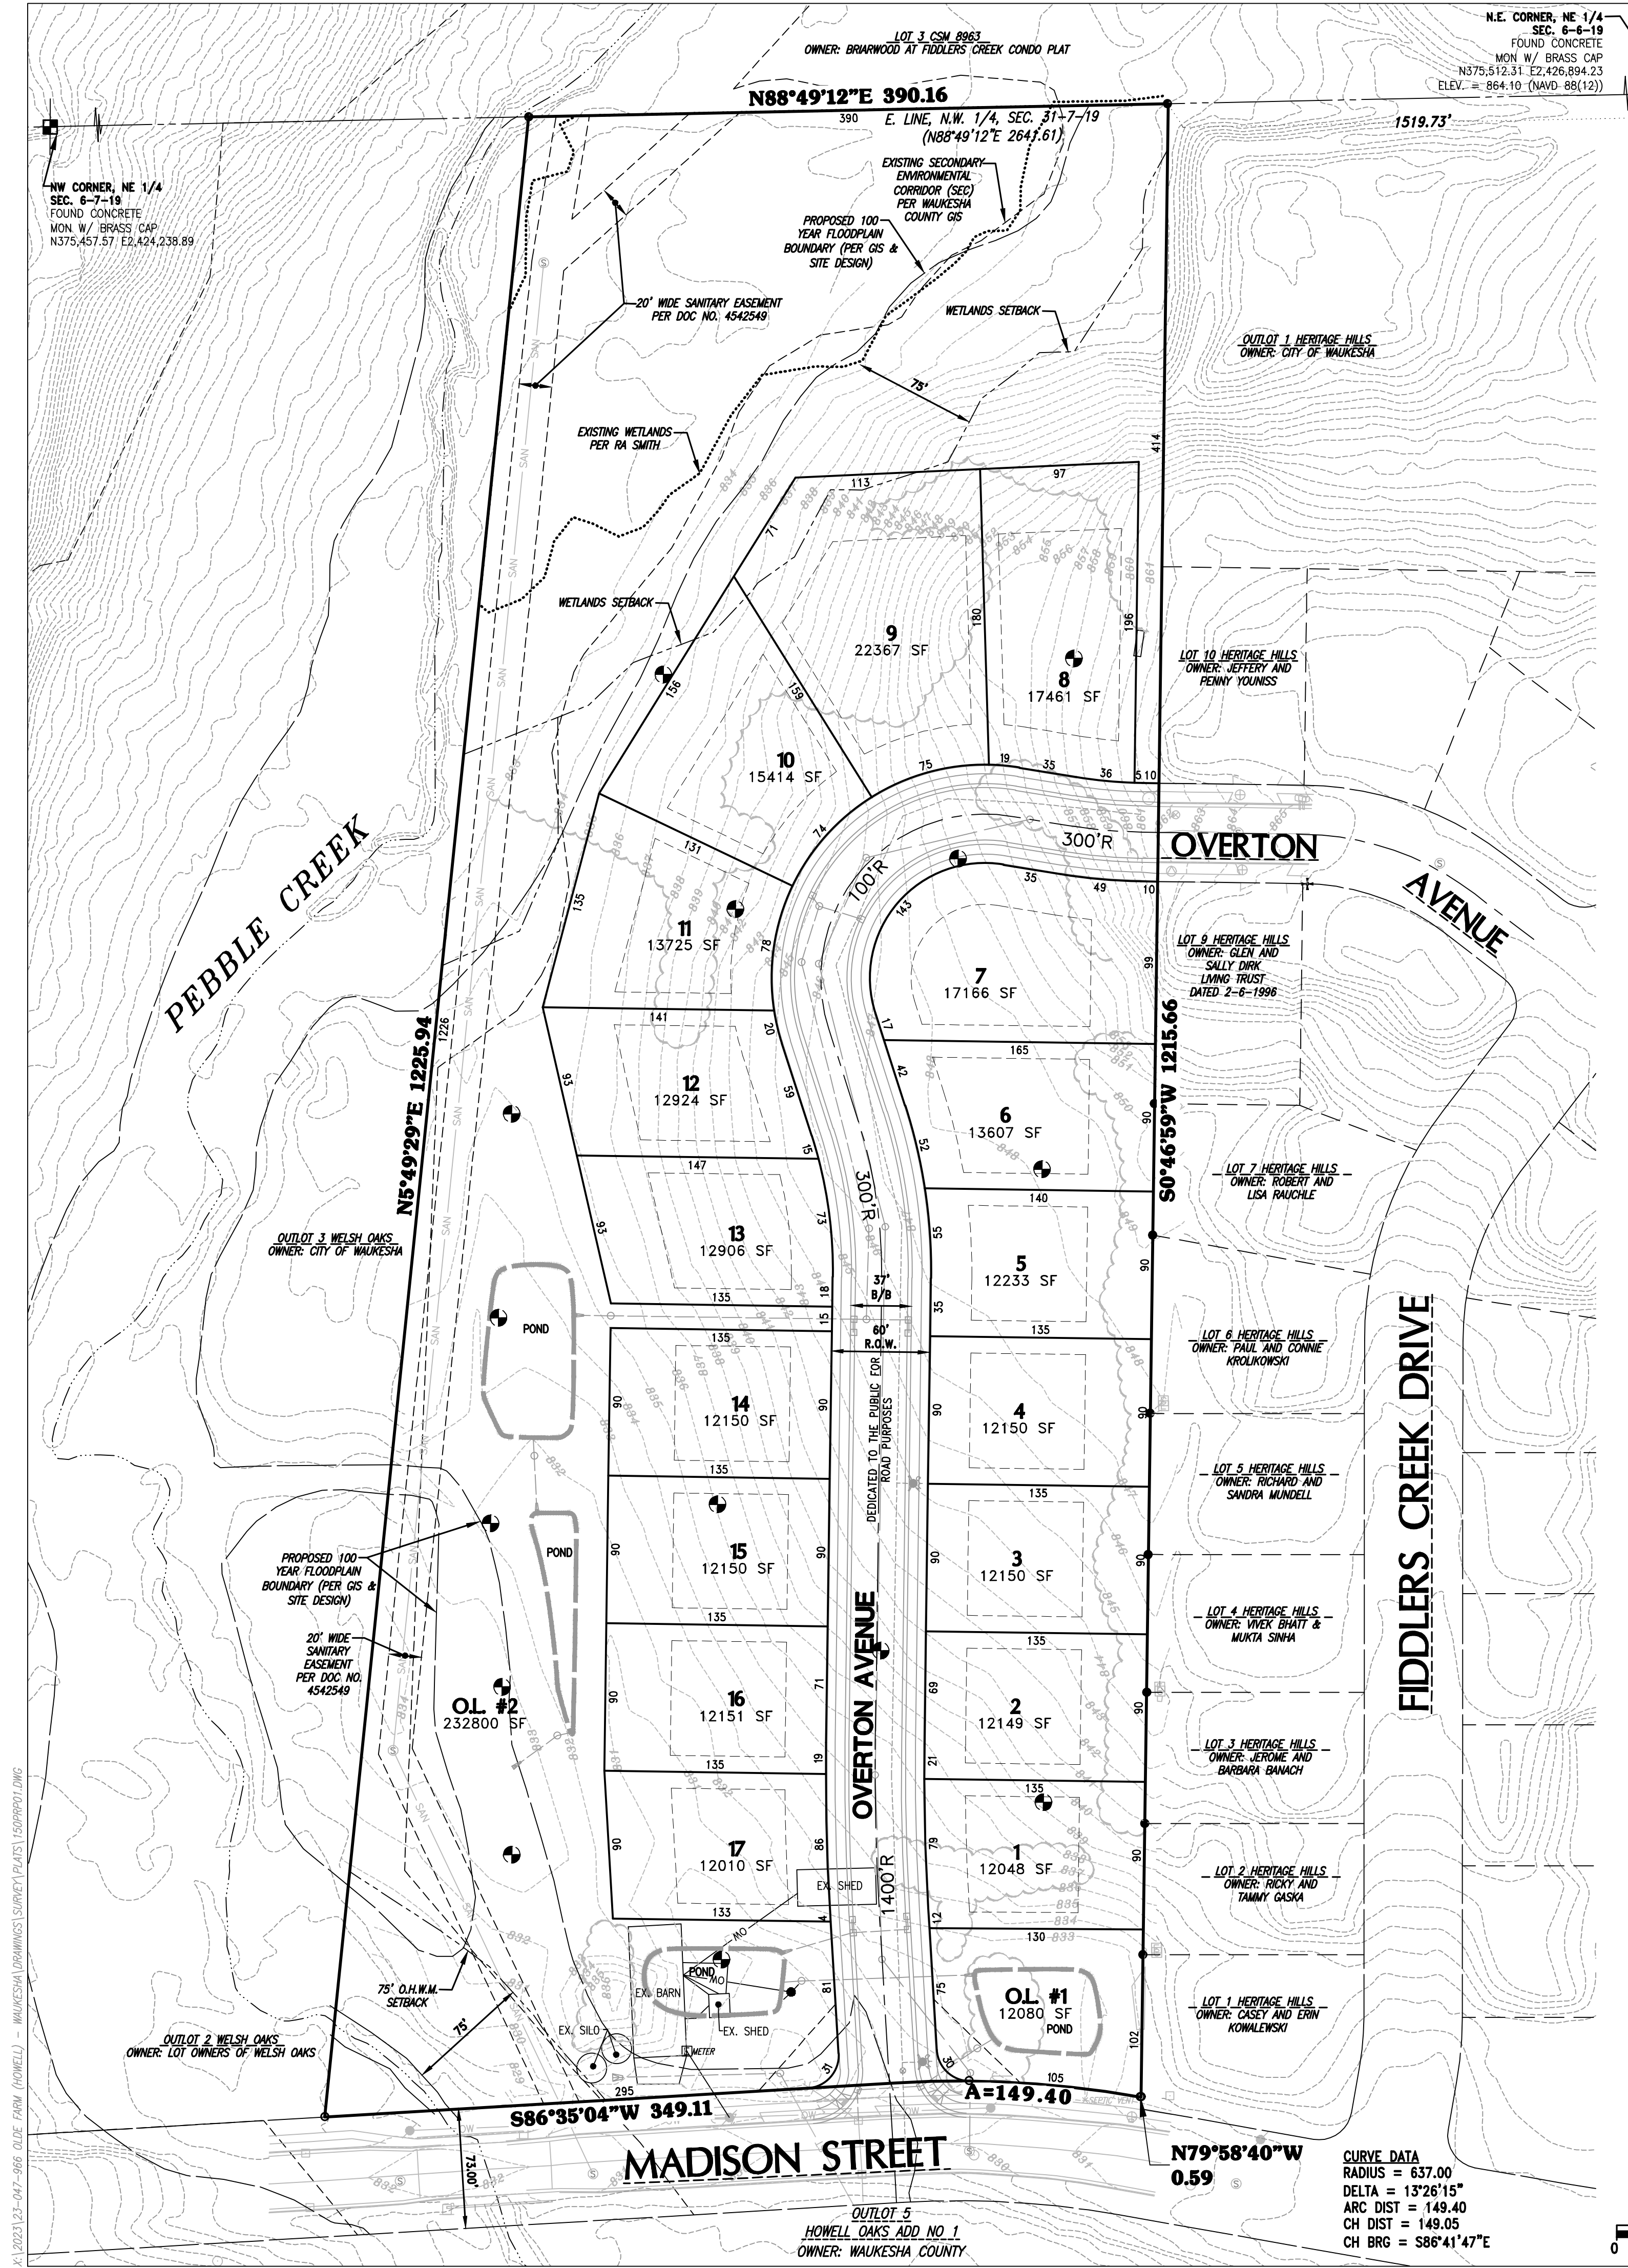 LOT 3 CSM 8963
OWNER: BRIARWOOD AT FIDDLERS CREEK CONDO PLAT
N.E. CORNER, NE 1/4
SEC. 6-6-19
FOUND CONCRETE
MON W/ BRASS CAP
N375,512.31 E2,426,894.23
ELEV. = 864.10 (NAVD 88(12))
N88°49'12"E 390.16
390
E. LINE, N.W. 1/4, SEC. 31-7-19
(N88°49'12"E 2641.61)
1519.73'
NW CORNER, NE 1/4
SEC. 6-7-19
FOUND CONCRETE
MON W/ BRASS CAP
N375,457.57 E2,424,238.89
EXISTING SECONDARY
ENVIRONMENTAL
CORRIDOR (SEC)
PER WAUKESHA
COUNTY GIS
PROPOSED 100
YEAR FLOODPLAIN
BOUNDARY (PER GIS &
SITE DESIGN)
20' WIDE SANITARY EASEMENT
PER DOC NO. 4542549
WETLANDS SETBACK
OUTLOT 1 HERITAGE HILLS
OWNER: CITY OF WAUKESHA
75'
EXISTING WETLANDS
PER RA SMITH
414
113
97
71
WETLANDS SETBACK
9
22367 SF
180
196
8
17461 SF
LOT 10 HERITAGE HILLS
OWNER: JEFFERY AND
PENNY YOUNISS
156
159
10
15414 SF
75
19
35
36
5
10
74
131
300'R
OVERTON
AVENUE
100'R
35
49
10
143
135
11
13725 SF
78
7
17166 SF
99
LOT 9 HERITAGE HILLS
OWNER: GLEN AND
SALLY DIRK
LIVING TRUST
DATED 2-6-1996
PEBBLE CREEK
N5°49'29"E 1225.94
1226
141
20
17
165
S0°46'59"W 1215.66
93
12
12924 SF
59
42
6
13607 SF
90
15
52
147
140
300'R
LOT 7 HERITAGE HILLS
OWNER: ROBERT AND
LISA RAUCHLE
93
13
12906 SF
73
55
5
12233 SF
90
OUTLOT 3 WELSH OAKS
OWNER: CITY OF WAUKESHA
135
18
37'
B/B
35
15
60'
R.O.W.
135
135
POND
LOT 6 HERITAGE HILLS
OWNER: PAUL AND CONNIE
KROLIKOWSKI
90
14
12150 SF
90
DEDICATED TO THE PUBLIC FOR
ROAD PURPOSES
90
4
12150 SF
90
135
135
LOT 5 HERITAGE HILLS
OWNER: RICHARD AND
SANDRA MUNDELL
FIDDLERS CREEK DRIVE
PROPOSED 100
YEAR FLOODPLAIN
BOUNDARY (PER GIS &
SITE DESIGN)
POND
90
15
12150 SF
90
90
3
12150 SF
90
135
135
LOT 4 HERITAGE HILLS
OWNER: VIVEK BHATT &
MUKTA SINHA
20' WIDE
SANITARY
EASEMENT
PER DOC NO.
4542549
O.L. #2
232800 SF
90
16
12151 SF
71
OVERTON AVENUE
69
2
12149 SF
90
19
21
135
135
LOT 3 HERITAGE HILLS
OWNER: JEROME AND
BARBARA BANACH
90
17
12010 SF
86
79
1
12048 SF
90
EX. SHED
1400'R
133
4
12
130
LOT 2 HERITAGE HILLS
OWNER: RICKY AND
TAMMY GASKA
MO
MO
POND
EX. BARN
81
75
O.L. #1
12080 SF
POND
102
75' O.H.W.M.
SETBACK
75'
EX. SILO
EX. SHED
METER
LOT 1 HERITAGE HILLS
OWNER: CASEY AND ERIN
KOWALEWSKI
OUTLOT 2 WELSH OAKS
OWNER: LOT OWNERS OF WELSH OAKS
31
30
295
105
A=149.40
S86°35'04"W 349.11
73.00'
MADISON STREET
N79°58'40"W
0.59
OUTLOT 5
HOWELL OAKS ADD NO 1
OWNER: WAUKESHA COUNTY
CURVE DATA
RADIUS = 637.00
DELTA = 13°26'15"
ARC DIST = 149.40
CH DIST = 149.05
CH BRG = S86°41'47"E
0
X:\2023\23-047-966 OLDE FARM (HOWELL) - WAUKESHA\DRAWINGS\SURVEY\PLATS\150PRP01.DWG